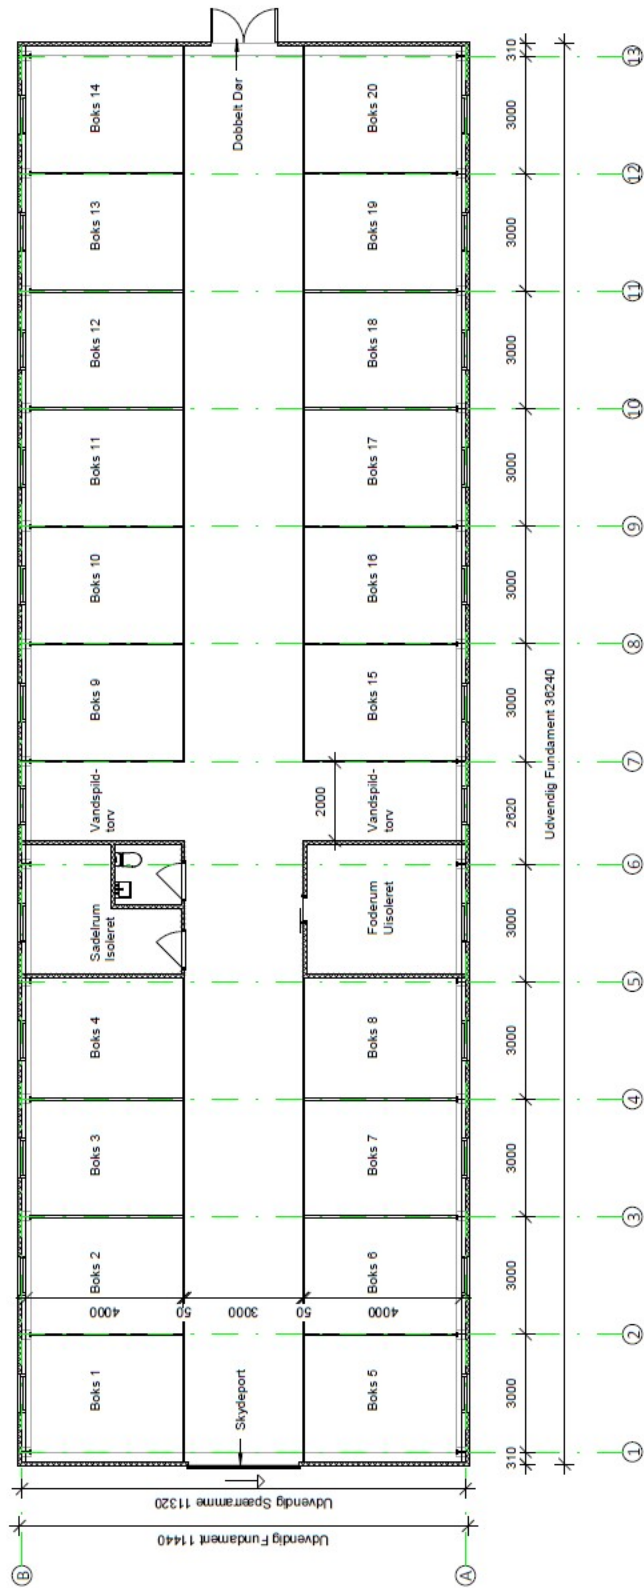 B
Udvendig Fundament 11440
Udvendig Spærramme 11320
Boks 1
Boks 2
Boks 3
Boks 4
Sadelrum
Isoleret
Vandspild-
torv
Boks 9
Boks 10
Boks 11
Boks 12
Boks 13
Boks 14
4000
50
3000
50
4000
Skydeport
Dobbelt Dør
2000
Boks 5
Boks 6
Boks 7
Boks 8
Foderum
Uisoleret
Vandspild-
torv
Boks 15
Boks 16
Boks 17
Boks 18
Boks 19
Boks 20
A
310
3000
3000
3000
3000
3000
2620
3000
3000
3000
3000
3000
3000
310
Udvendig Fundament 36240
1
2
3
4
5
6
7
8
9
10
11
12
13